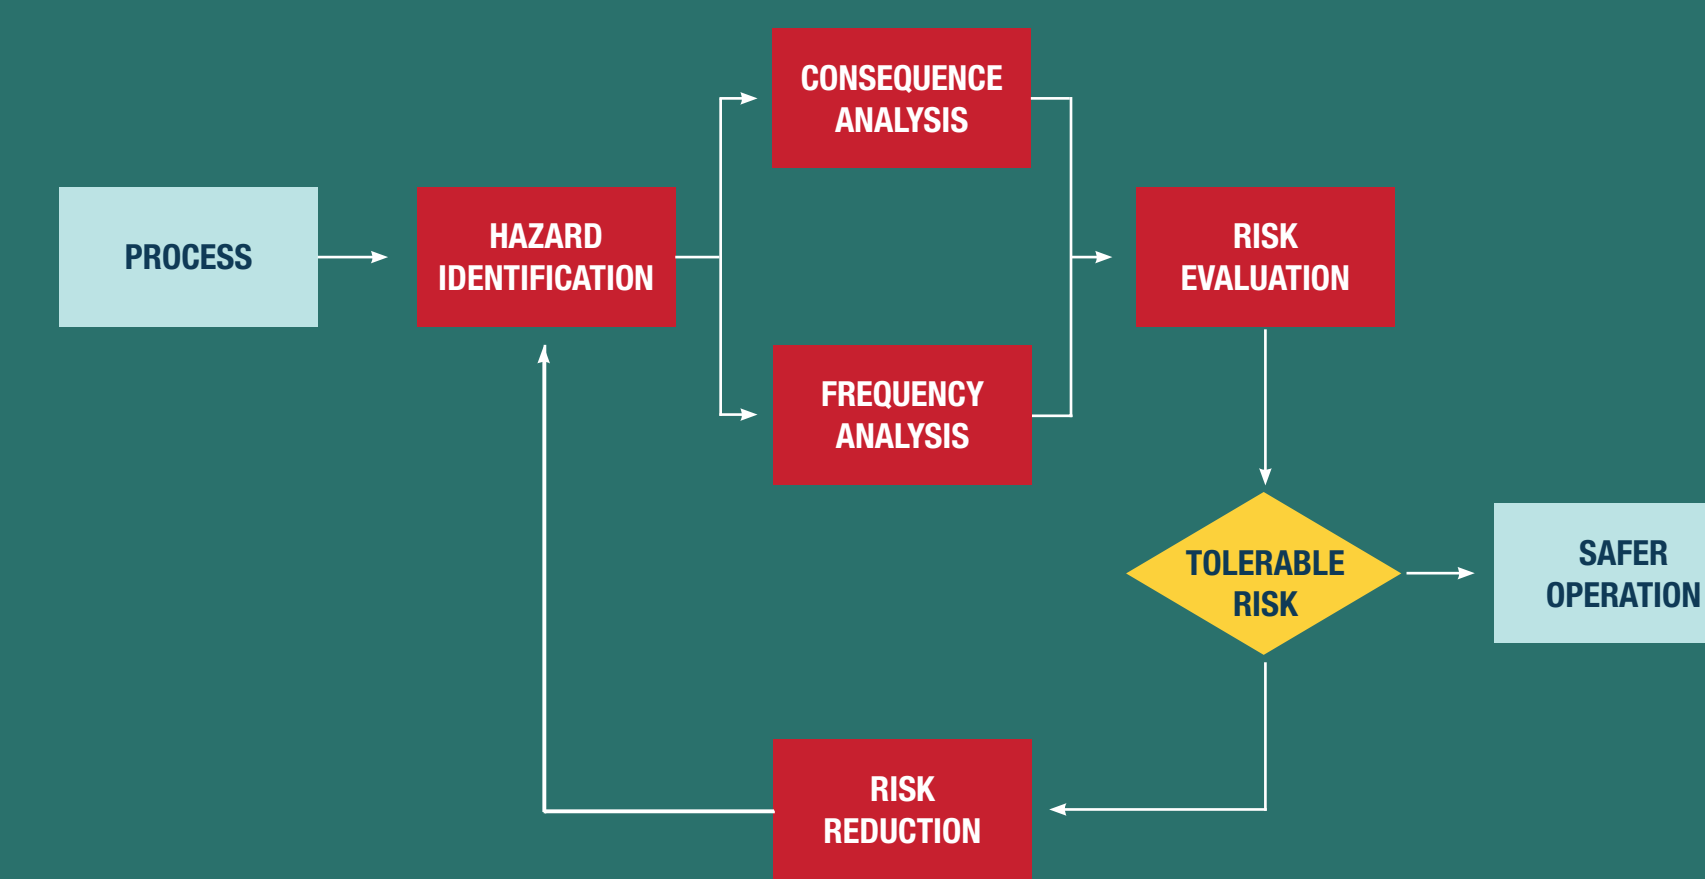 CONSEQUENCE
ANALYSIS
PROCESS
HAZARD
IDENTIFICATION
RISK
EVALUATION
FREQUENCY
ANALYSIS
TOLERABLE
RISK
SAFER
OPERATION
RISK
REDUCTION